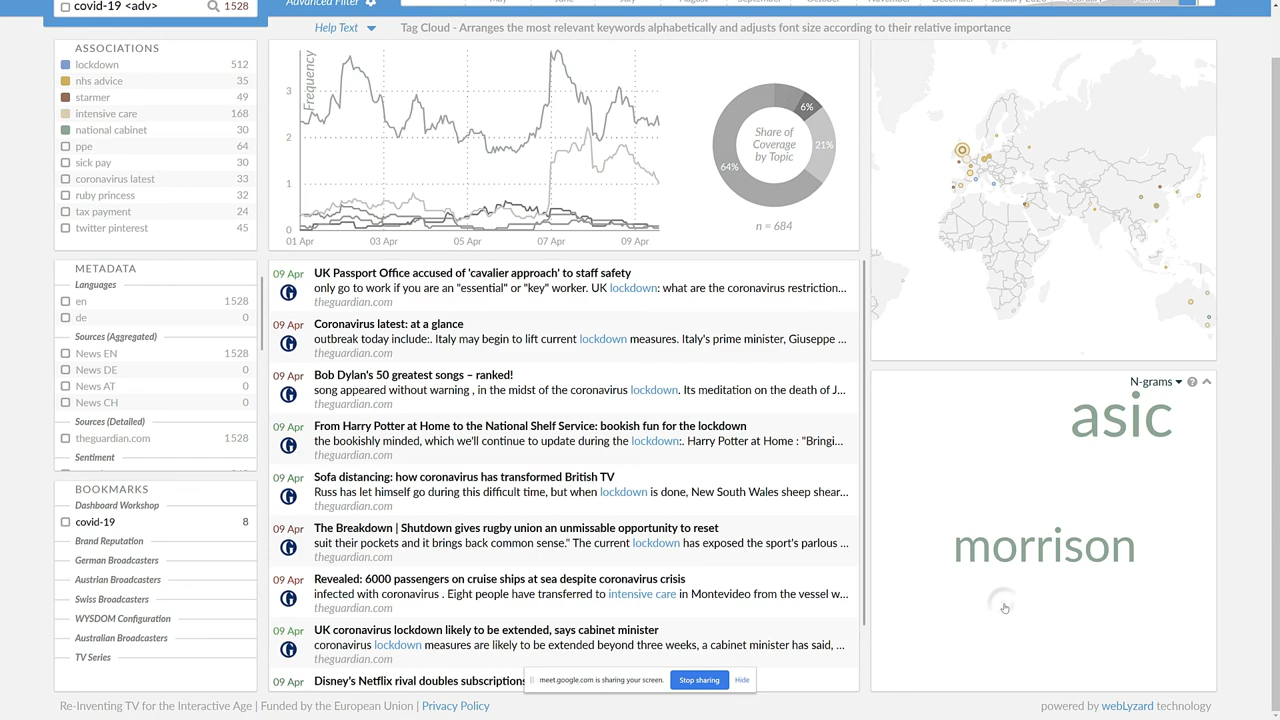 covid-19 <adv>
1528
Advanced Filter
Help Text
Tag Cloud - Arranges the most relevant keywords alphabetically and adjusts font size according to their relative importance
ASSOCIATIONS
lockdown 512
nhs advice 35
starmer 49
intensive care 168
national cabinet 30
ppe 64
sick pay 30
coronavirus latest 33
ruby princess 32
tax payment 24
twitter pinterest 45
Frequency
3
2
1
0
01 Apr 03 Apr 05 Apr 07 Apr 09 Apr
Share of
Coverage
by Topic
6%
21%
64%
n = 684
METADATA
Languages
en 1528
de 0
Sources (Aggregated)
News EN 1528
News DE 0
News AT 0
News CH 0
Sources (Detailed)
theguardian.com 1528
Sentiment
BOOKMARKS
Dashboard Workshop
covid-19 8
Brand Reputation
German Broadcasters
Austrian Broadcasters
Swiss Broadcasters
WYSDOM Configuration
Australian Broadcasters
TV Series
09 Apr UK Passport Office accused of 'cavalier approach' to staff safety
only go to work if you are an "essential" or "key" worker. UK lockdown: what are the coronavirus restriction...
theguardian.com
09 Apr Coronavirus latest: at a glance
outbreak today include:. Italy may begin to lift current lockdown measures. Italy's prime minister, Giuseppe ...
theguardian.com
09 Apr Bob Dylan's 50 greatest songs – ranked!
song appeared without warning , in the midst of the coronavirus lockdown. Its meditation on the death of J...
theguardian.com
09 Apr From Harry Potter at Home to the National Shelf Service: bookish fun for the lockdown
the bookishly minded, which we'll continue to update during the lockdown:. Harry Potter at Home : "Bringi...
theguardian.com
09 Apr Sofa distancing: how coronavirus has transformed British TV
Russ has let himself go during this difficult time, but when lockdown is done, New South Wales sheep shear...
theguardian.com
09 Apr The Breakdown | Shutdown gives rugby union an unmissable opportunity to reset
suit their pockets and it brings back common sense." The current lockdown has exposed the sport's parlous ...
theguardian.com
09 Apr Revealed: 6000 passengers on cruise ships at sea despite coronavirus crisis
infected with coronavirus . Eight people have transferred to intensive care in Montevideo from the vessel w...
theguardian.com
09 Apr UK coronavirus lockdown likely to be extended, says cabinet minister
coronavirus lockdown measures are likely to be extended beyond three weeks, a cabinet minister has said, ...
theguardian.com
09 Apr Disney's Netflix rival doubles subscriptions
N-grams
asic
morrison
meet.google.com is sharing your screen. Stop sharing Hide
Re-Inventing TV for the Interactive Age | Funded by the European Union | Privacy Policy
powered by webLyzard technology